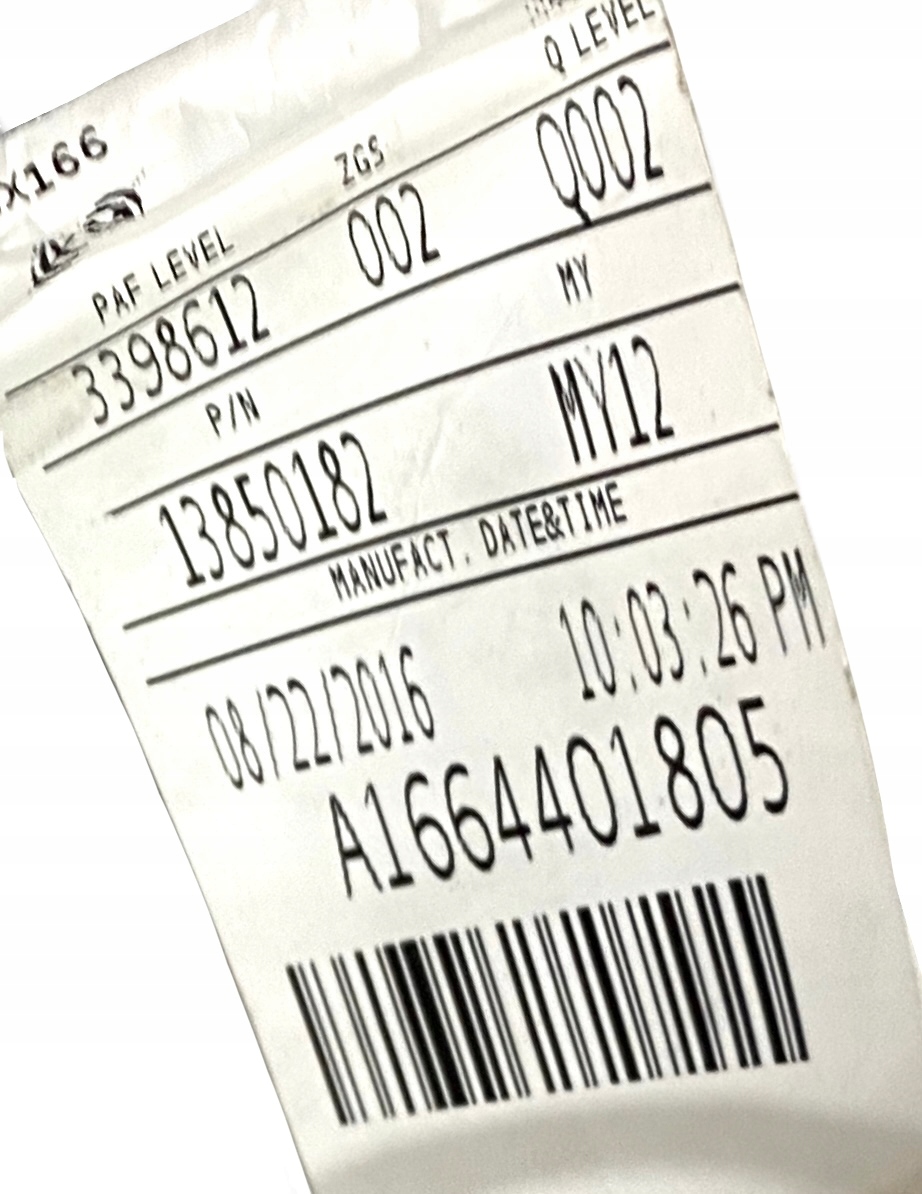 X166
Q LEVEL
PAF LEVEL ZGS Q002
3398612 002
P/N MY
13850182 MY12
MANUFACT. DATE&TIME
08/22/2016 10:03:26 PM
A1664401805